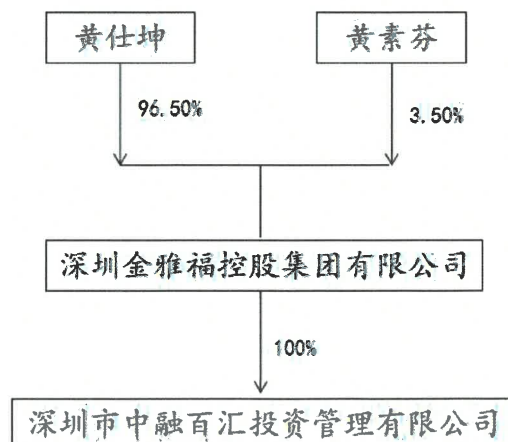 黄仕坤
黄素芬
96.50%
3.50%
深圳金雅福控股集团有限公司
100%
深圳市中融百汇投资管理有限公司